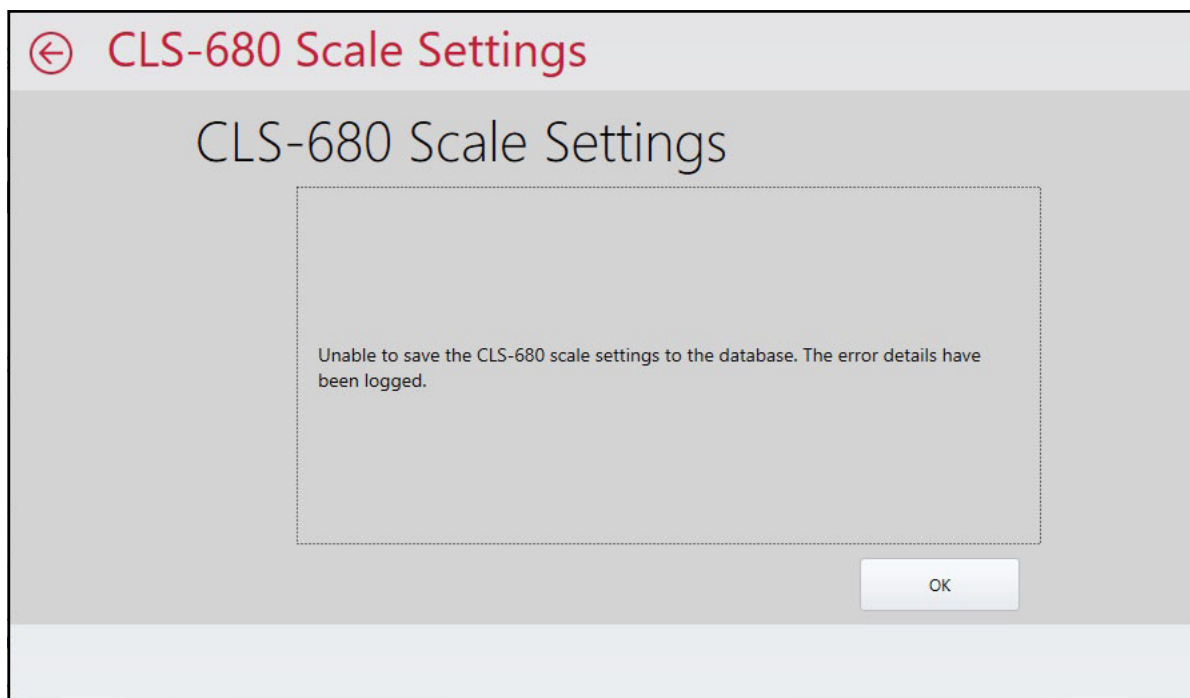 CLS-680 Scale Settings
CLS-680 Scale Settings
Unable to save the CLS-680 scale settings to the database. The error details have
been logged.
OK